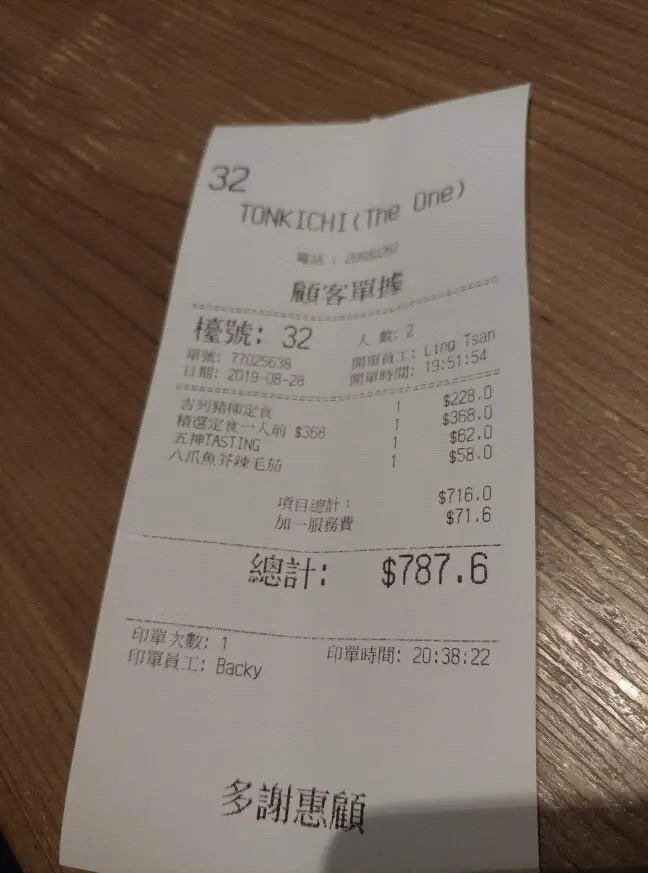 32
TONKICHI(The One)
電話 :
顧客單據
檯號: 32 人 數: 2
單號: 77025638 開單員工: Ling Tsan
日期: 2019-08-28 開單時間: 19:51:54
吉列豬柳定食 1 $228.0
精選定食一人前 $368 1 $368.0
五神TASTING 1 $62.0
八爪魚芥辣毛茄 1 $58.0
項目總計: $716.0
加一服務費 $71.6
總計: $787.6
印單次數: 1 印單時間: 20:38:22
印單員工: Backy
多謝惠顧